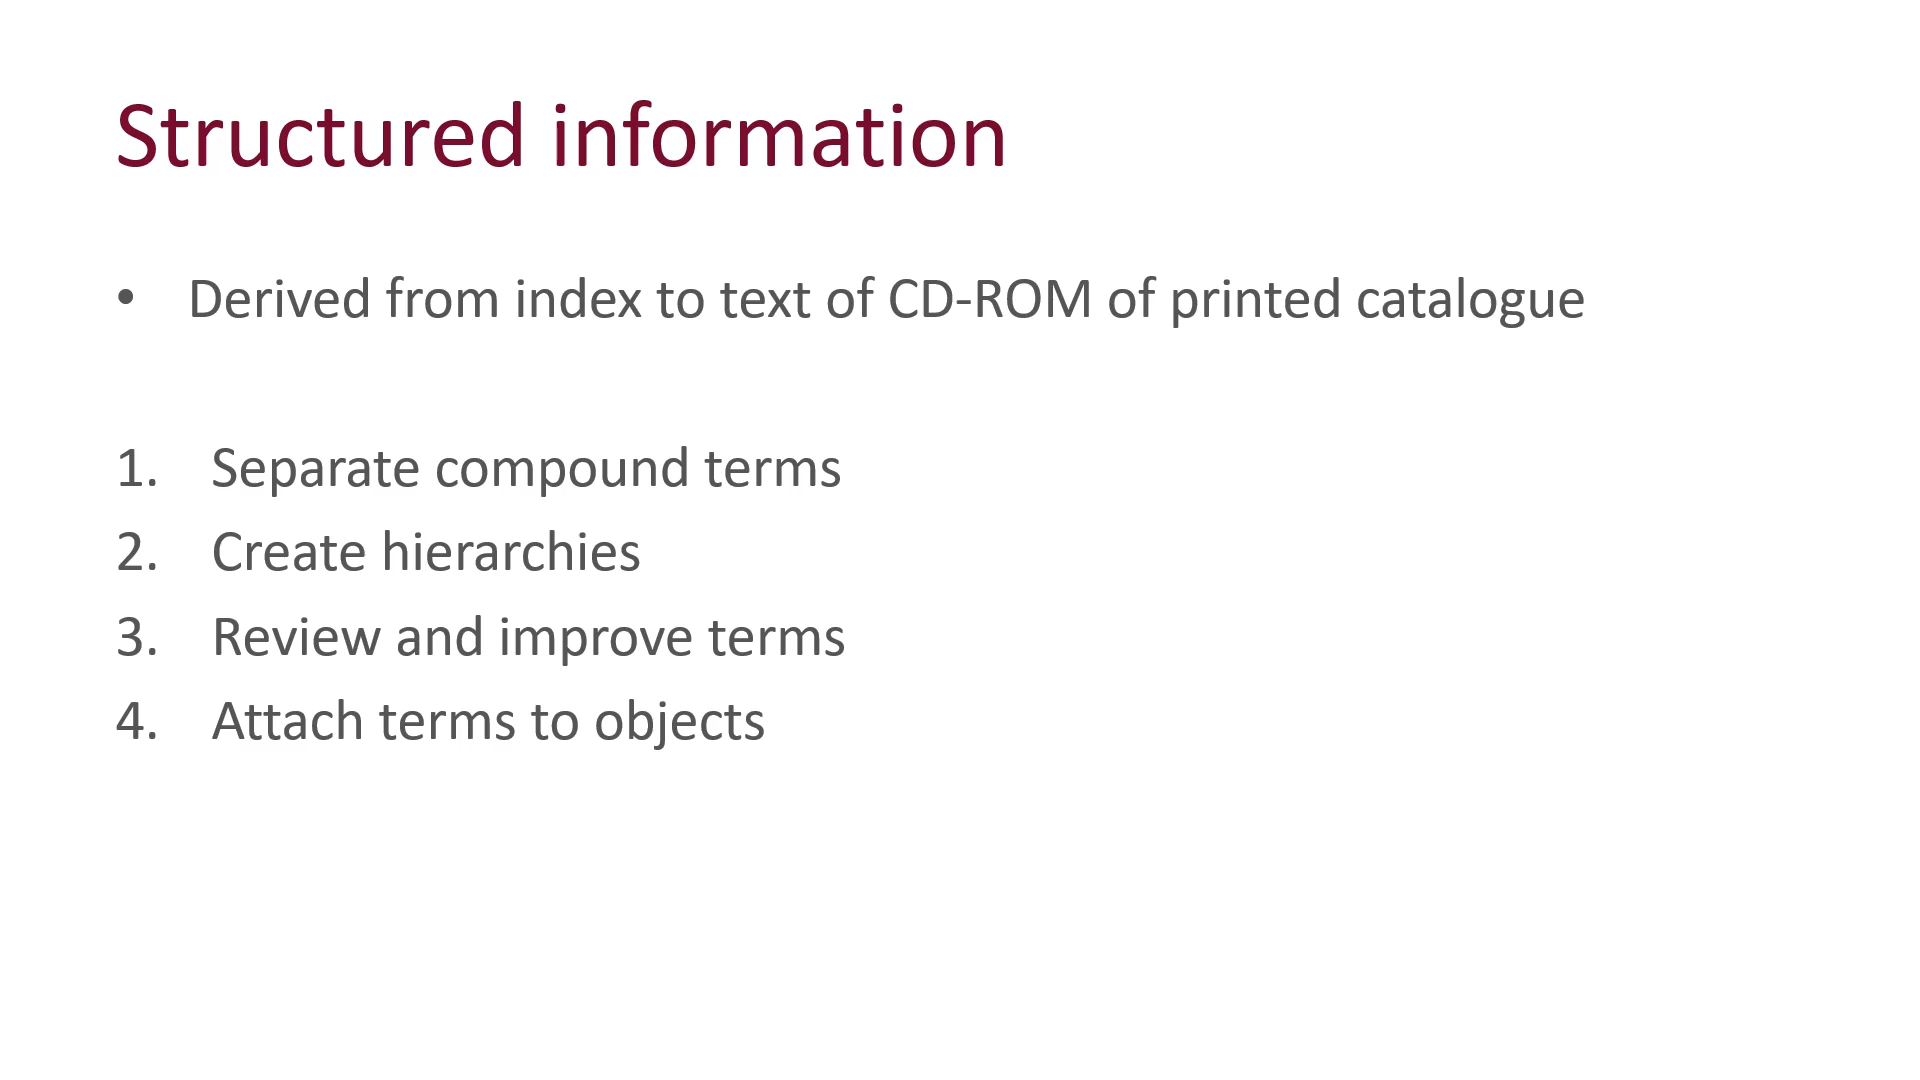 Structured information
• Derived from index to text of CD-ROM of printed catalogue
1. Separate compound terms
2. Create hierarchies
3. Review and improve terms
4. Attach terms to objects